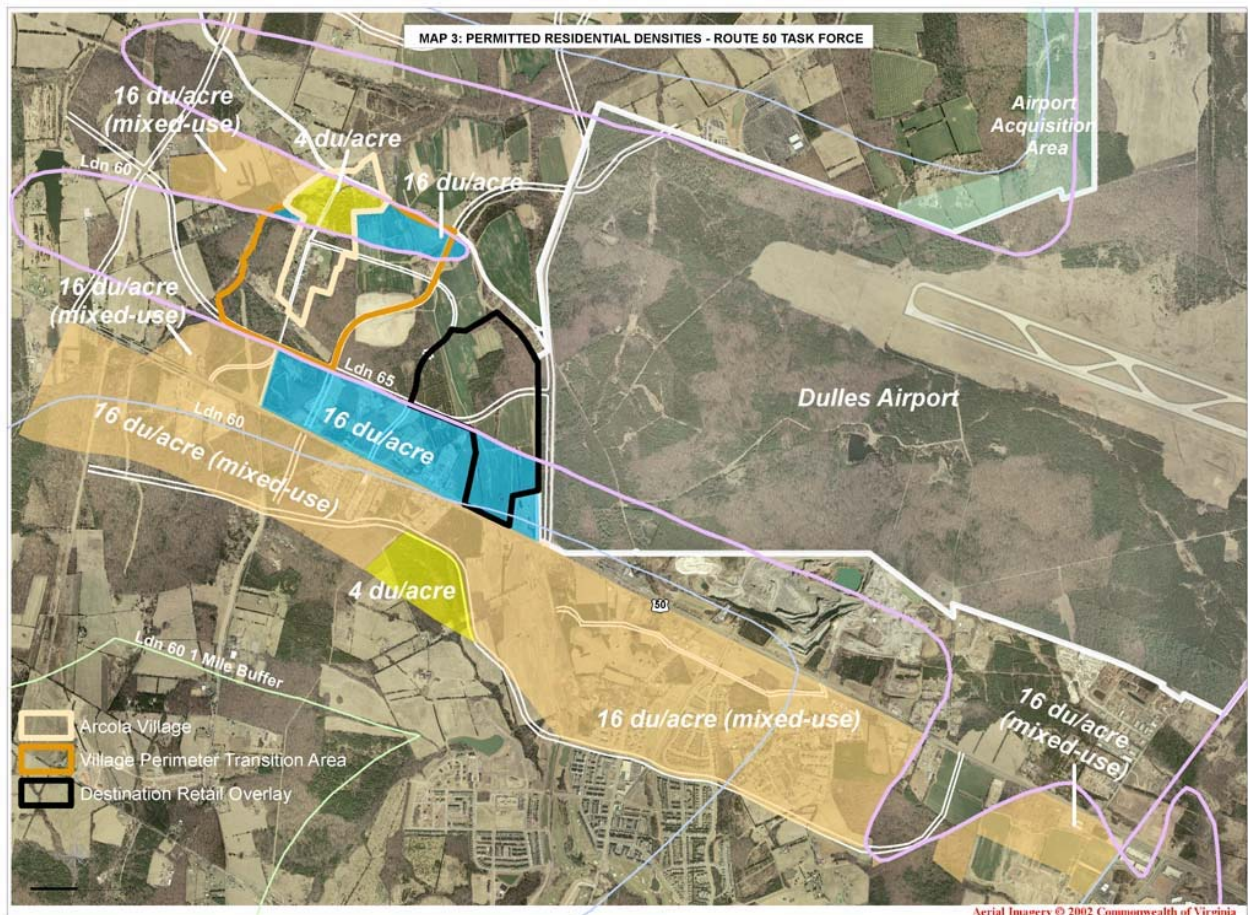 MAP 3: PERMITTED RESIDENTIAL DENSITIES - ROUTE 50 TASK FORCE
16 du/acre
(mixed-use)
4 du/acre
Airport
Acquisition
Area
Ldn 60
16 du/acre
16 du/acre
(mixed-use)
Ldn 65
Dulles Airport
Ldn 60
16 du/acre
16 du/acre (mixed-use)
4 du/acre
50
Ldn 60 1 Mile Buffer
16 du/acre
(mixed-use)
16 du/acre (mixed-use)
Arcola Village
Village Perimeter Transition Area
Destination Retail Overlay
Aerial Imagery © 2002 Commonwealth of Virginia